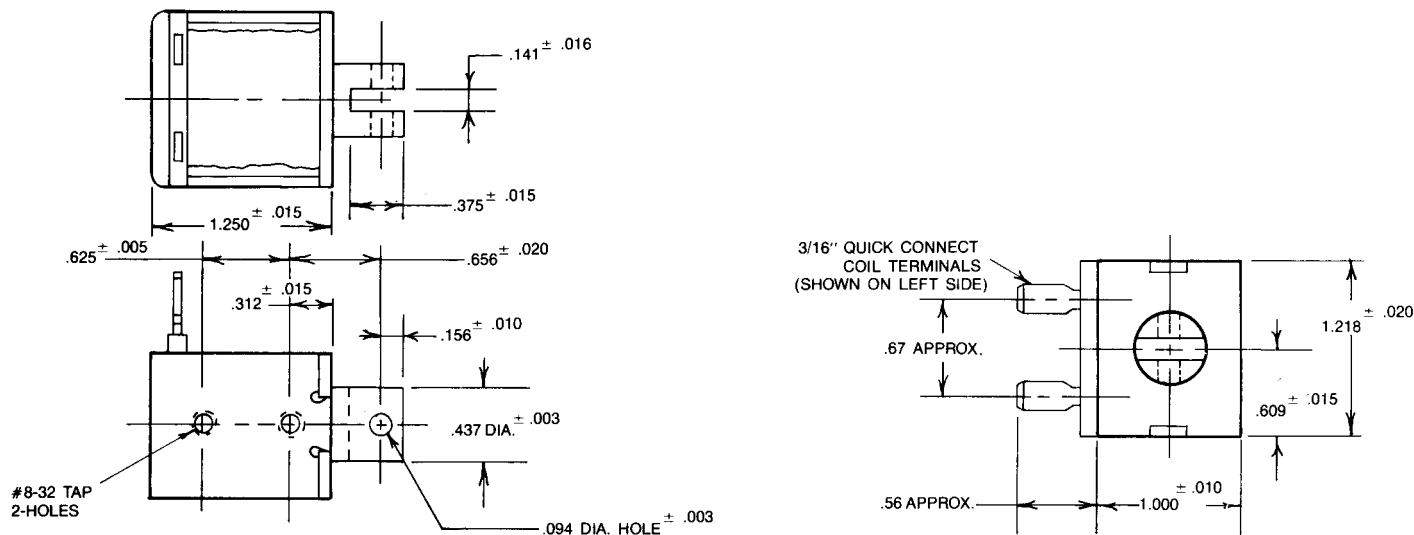 .141 ± .016
.375 ± .015
1.250 ± .015
.625 ± .005
.656 ± .020
.312 ± .015
.156 ± .010
.437 DIA. ± .003
#8-32 TAP
2-HOLES
.094 DIA. HOLE ± .003
3/16" QUICK CONNECT
COIL TERMINALS
(SHOWN ON LEFT SIDE)
.67 APPROX.
1.218 ± .020
.609 ± .015
.56 APPROX.
1.000 ± .010